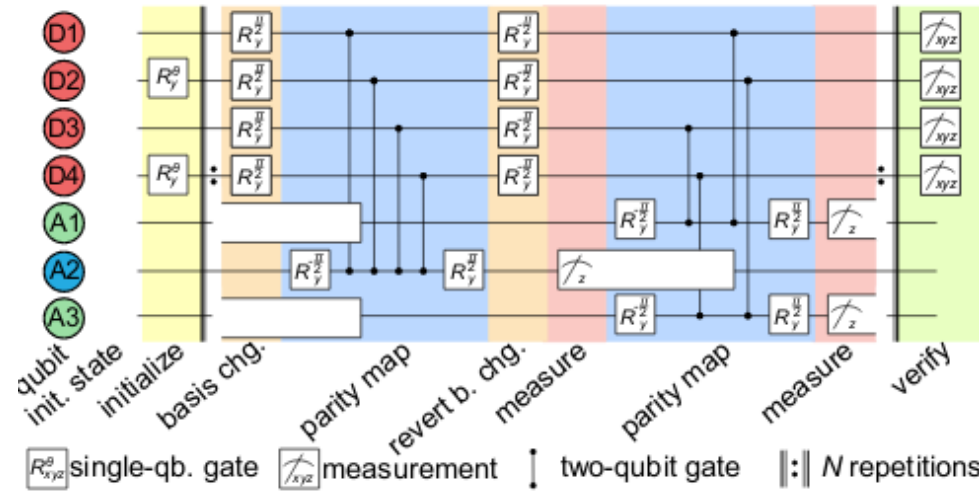 D1 R_y^{π/2} R_y^{-π/2} xyz
D2 R_y^θ R_y^{π/2} R_y^{-π/2} xyz
D3 R_y^{π/2} R_y^{-π/2} xyz
D4 R_y^θ R_y^{π/2} R_y^{-π/2} xyz
A1 R_y^{-π/2} R_y^{π/2} z
A2 R_y^{-π/2} R_y^{π/2} z
A3 R_y^{-π/2} R_y^{π/2} z
qubit
init. state
initialize
basis chg.
parity map
revert b. chg.
measure
parity map
measure
verify
R_{xyz}^θ single-qb. gate
measurement
two-qubit gate
N repetitions